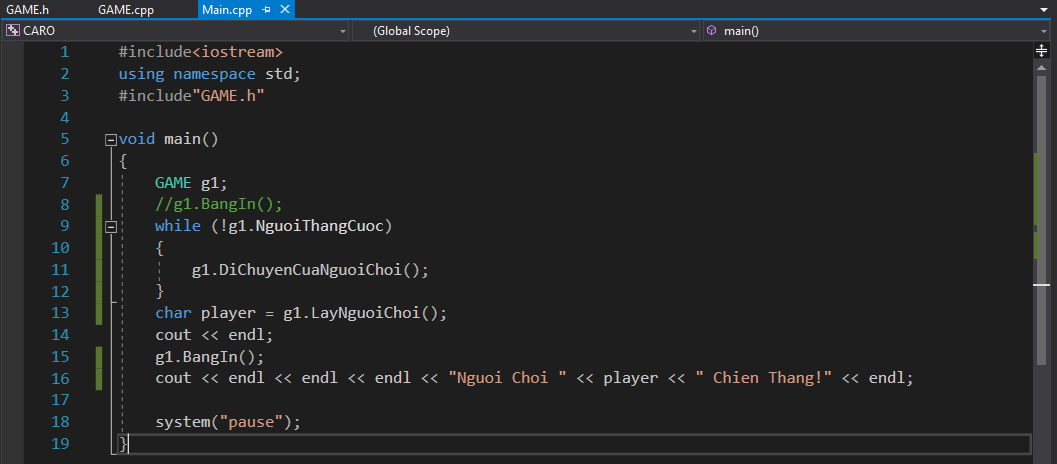 GAME.h GAME.cpp Main.cpp
CARO (Global Scope) main()
1 #include<iostream>
2 using namespace std;
3 #include"GAME.h"
4
5 void main()
6 {
7 GAME g1;
8 //g1.BangIn();
9 while (!g1.NguoiThangCuoc)
10 {
11 g1.DiChuyenCuaNguoiChoi();
12 }
13 char player = g1.LayNguoiChoi();
14 cout << endl;
15 g1.BangIn();
16 cout << endl << endl << endl << "Nguoi Choi " << player << " Chien Thang!" << endl;
17
18 system("pause");
19 }